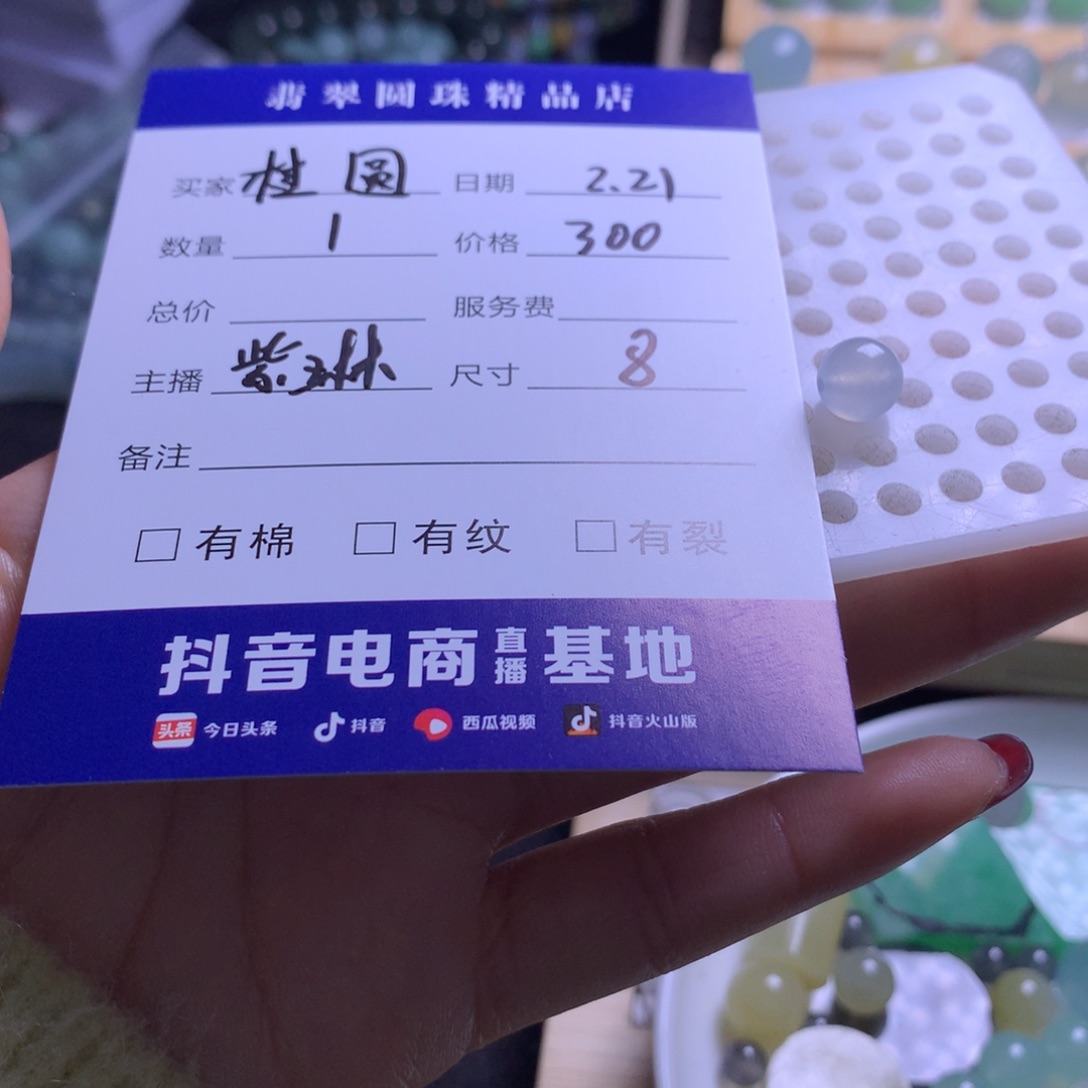 翡翠圆珠精品店
买家 桂圆 日期 2.21
数量 1 价格 300
总价 服务费
主播 紫琳 尺寸 8
备注
有棉 有纹 有裂
抖音电商直播基地
头条 今日头条 抖音 西瓜视频 抖音火山版